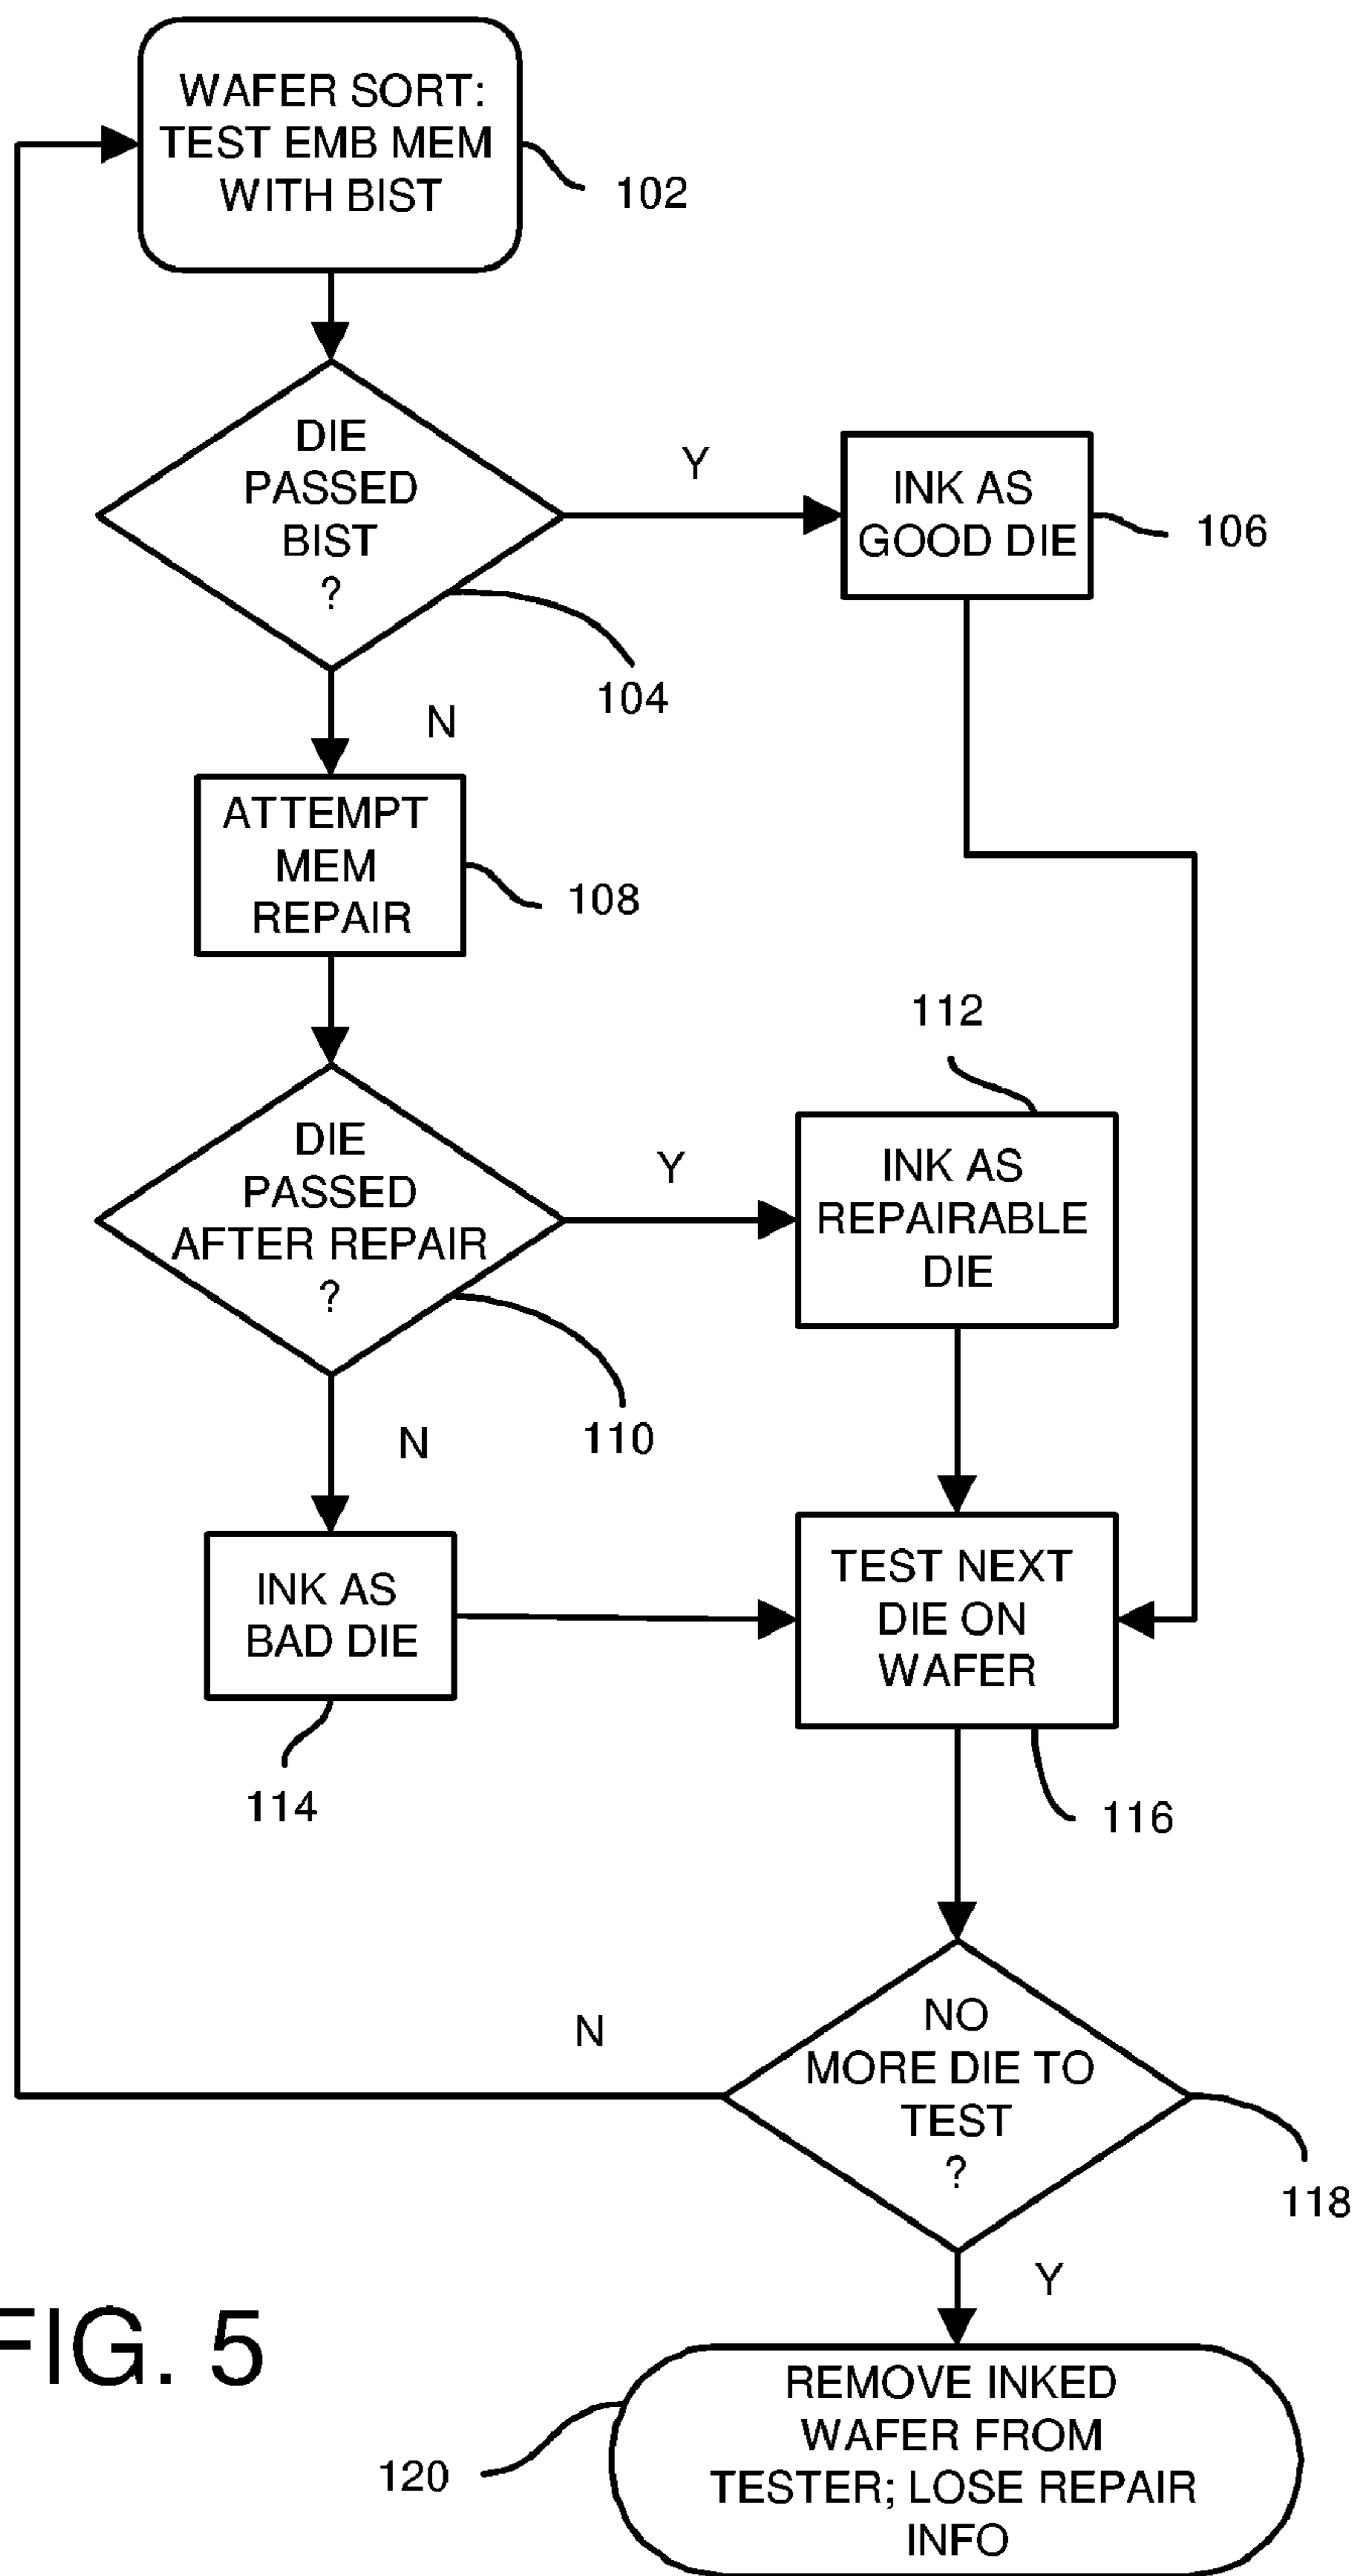 WAFER SORT:
TEST EMB MEM
WITH BIST
102
DIE
PASSED
BIST
?
Y
104
N
INK AS
GOOD DIE
106
ATTEMPT
MEM
REPAIR
108
DIE
PASSED
AFTER REPAIR
?
Y
110
N
112
INK AS
REPAIRABLE
DIE
INK AS
BAD DIE
114
TEST NEXT
DIE ON
WAFER
116
NO
MORE DIE TO
TEST
?
N
118
Y
FIG. 5
REMOVE INKED
WAFER FROM
TESTER; LOSE REPAIR
INFO
120